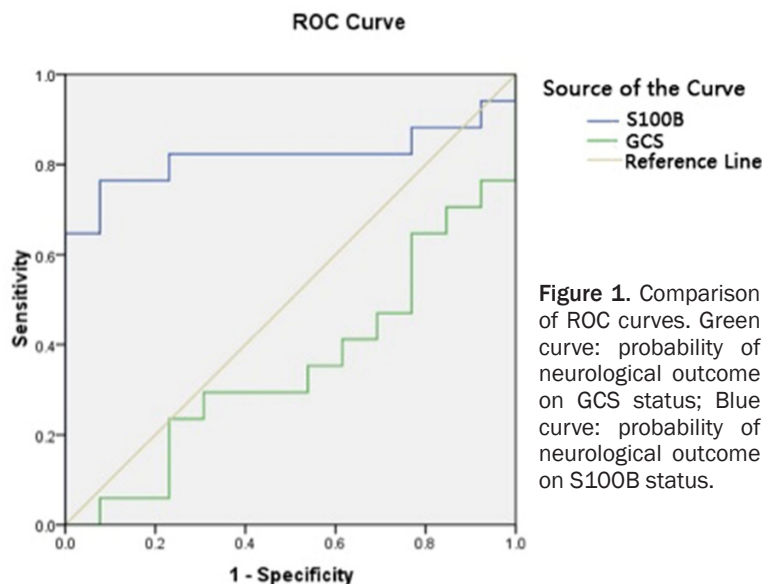 ROC Curve
1.0
0.8
0.6
0.4
0.2
0.0
Sensitivity
0.0 0.2 0.4 0.6 0.8 1.0
1 - Specificity
Source of the Curve
S100B
GCS
Reference Line
Figure 1. Comparison
of ROC curves. Green
curve: probability of
neurological outcome
on GCS status; Blue
curve: probability of
neurological outcome
on S100B status.